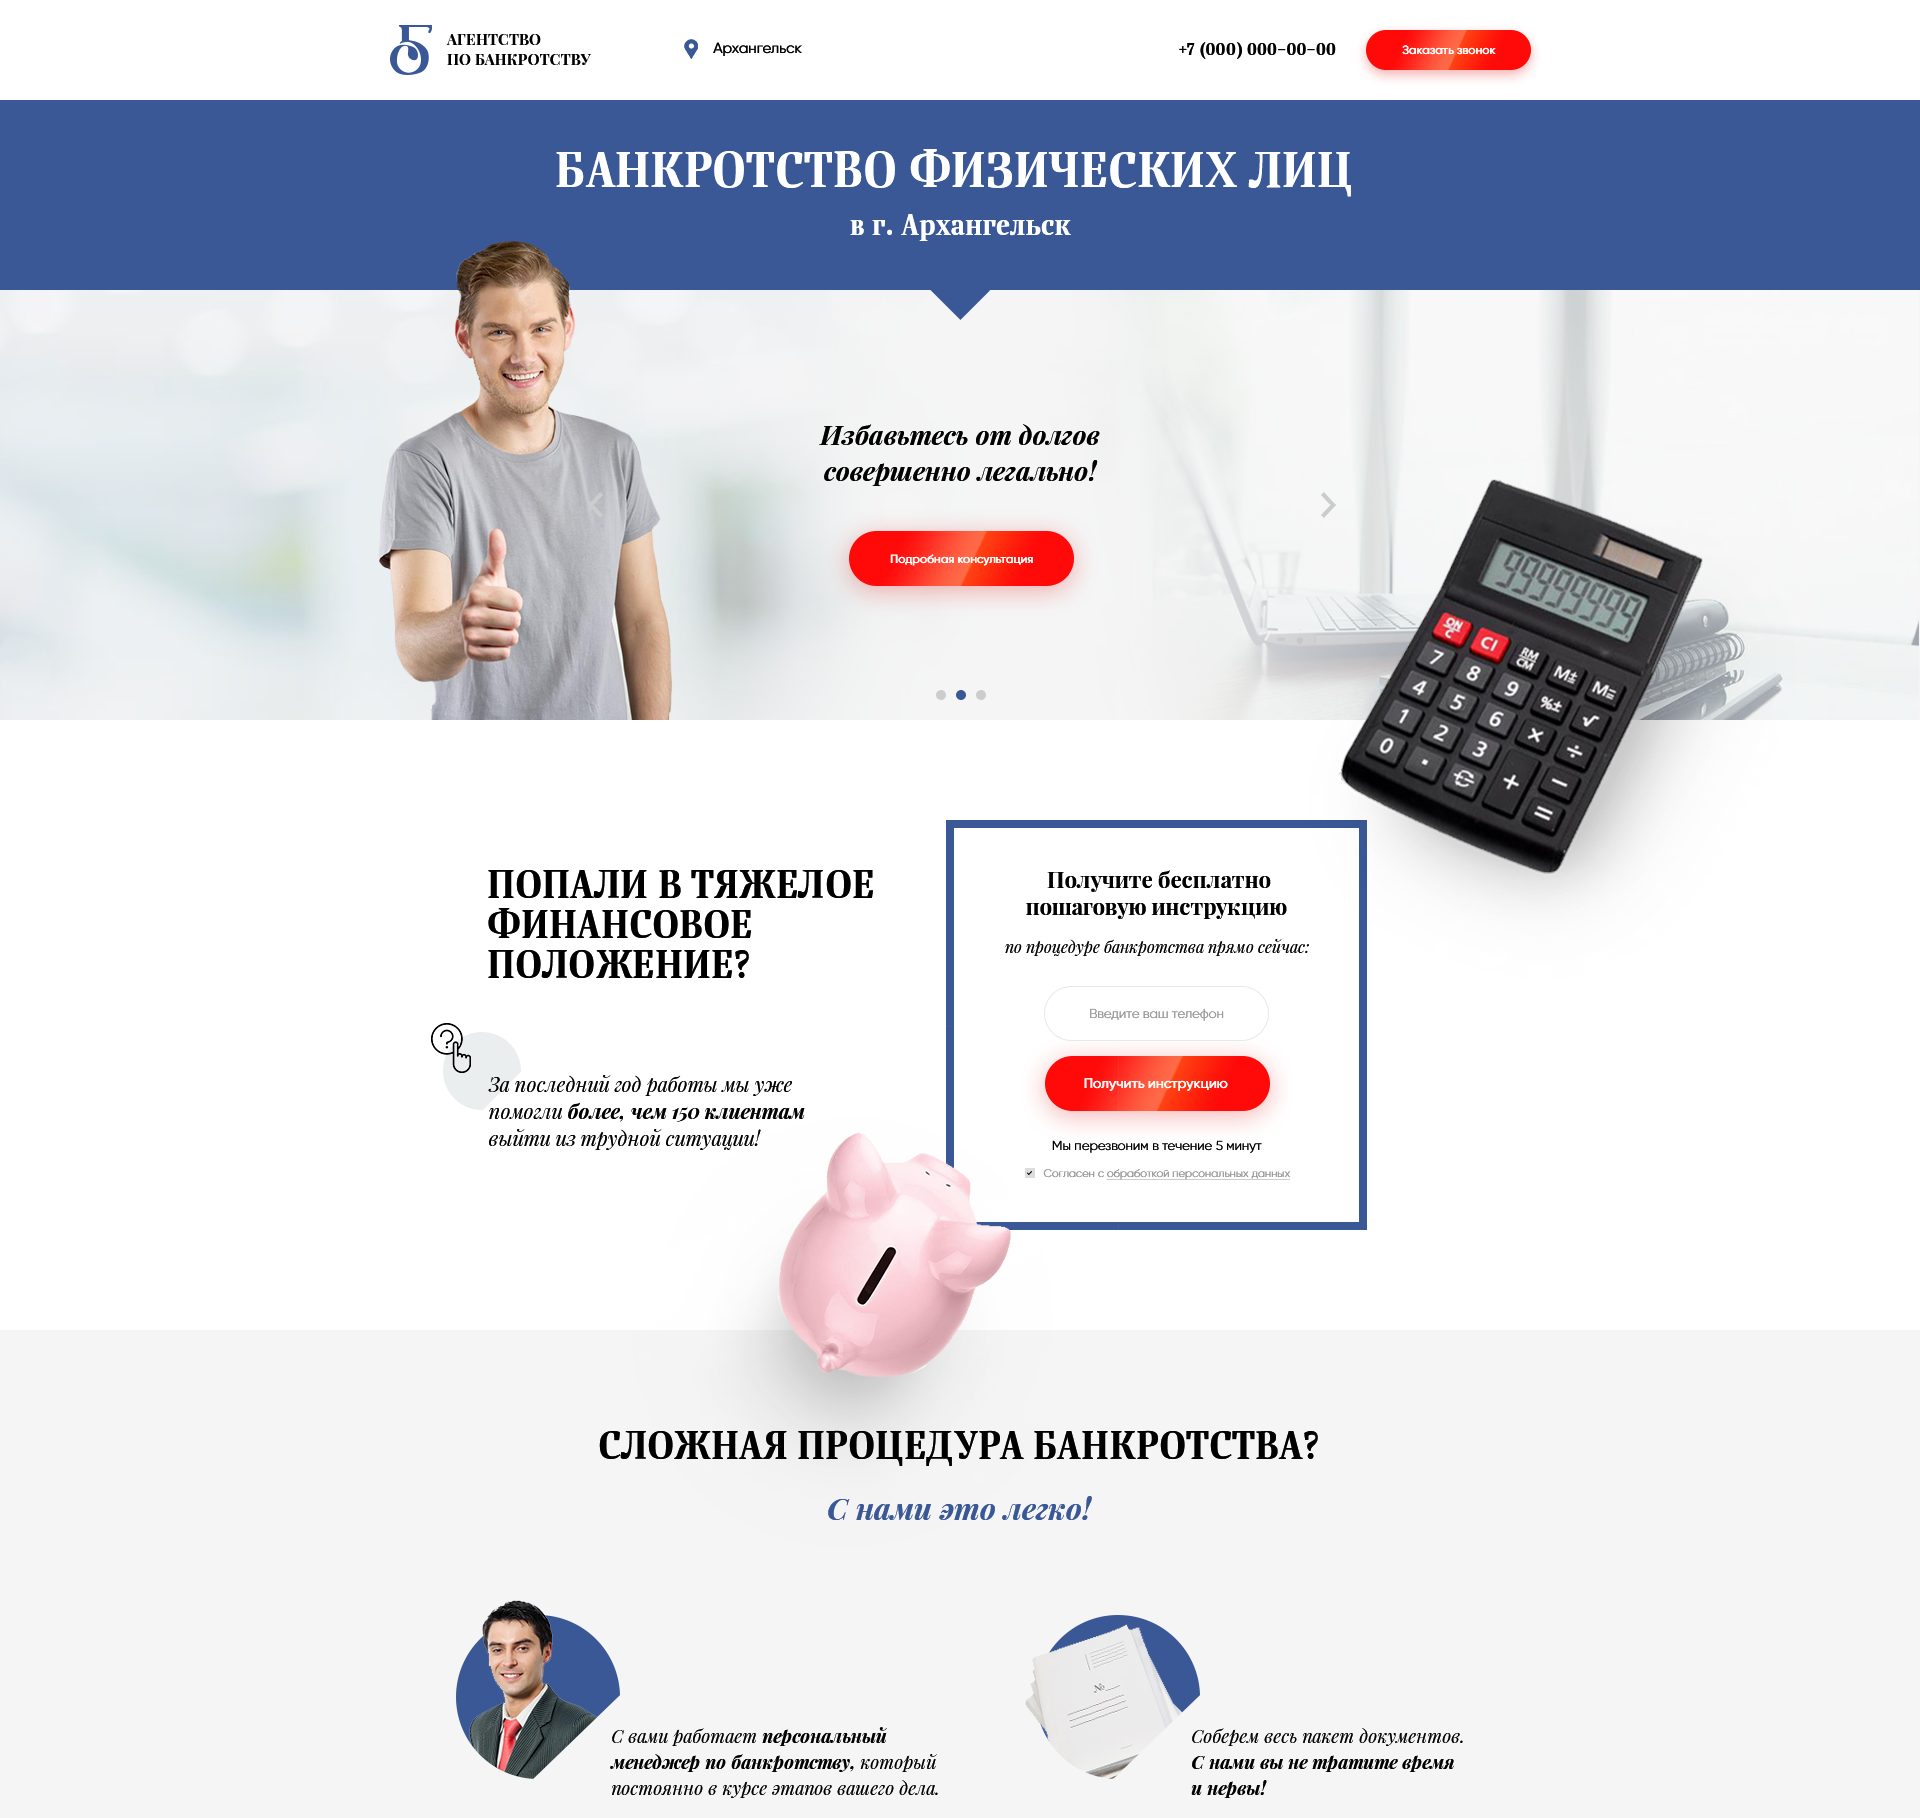 АГЕНТСТВО
ПО БАНКРОТСТВУ
Архангельск
+7 (000) 000-00-00
Заказать звонок
БАНКРОТСТВО ФИЗИЧЕСКИХ ЛИЦ
в г. Архангельск
Избавьтесь от долгов
совершенно легально!
Подробная консультация
99999999
ON C
CI
RM CM
M±
M=
7
8
9
%±
√
4
5
6
×
÷
1
2
3
+
−
0
.
=
ПОПАЛИ В ТЯЖЕЛОЕ
ФИНАНСОВОЕ
ПОЛОЖЕНИЕ?
?
За последний год работы мы уже
помогли более, чем 150 клиентам
выйти из трудной ситуации!
Получите бесплатно
пошаговую инструкцию
по процедуре банкротства прямо сейчас:
Введите ваш телефон
Получить инструкцию
Мы перезвоним в течение 5 минут
Согласен с обработкой персональных данных
СЛОЖНАЯ ПРОЦЕДУРА БАНКРОТСТВА?
С нами это легко!
С вами работает персональный
менеджер по банкротству, который
постоянно в курсе этапов вашего дела.
№
Соберем весь пакет документов.
С нами вы не тратите время
и нервы!